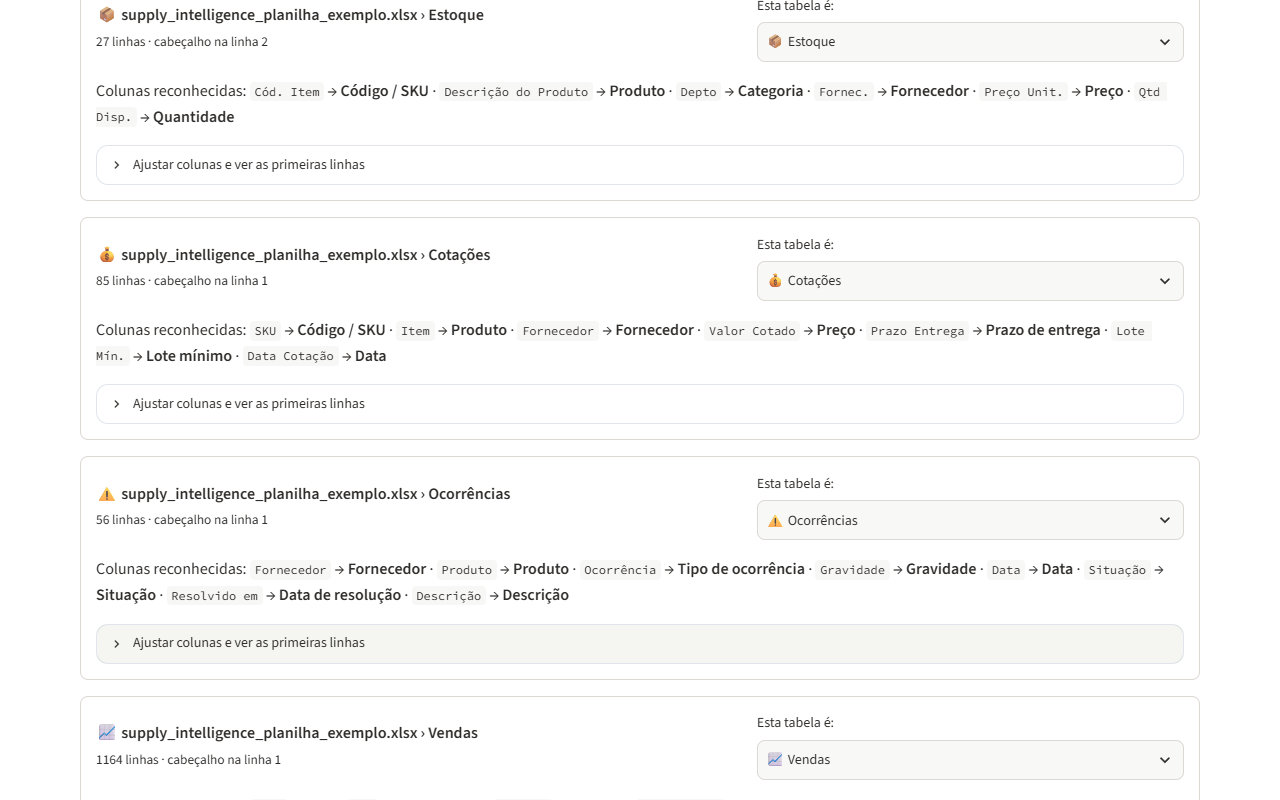 supply_intelligence_planilha_exemplo.xlsx › Estoque
Esta tabela é:
27 linhas · cabeçalho na linha 2
Estoque
Colunas reconhecidas: Cód. Item → Código / SKU · Descrição do Produto → Produto · Depto → Categoria · Fornec. → Fornecedor · Preço Unit. → Preço · Qtd
Disp. → Quantidade
Ajustar colunas e ver as primeiras linhas
Esta tabela é:
supply_intelligence_planilha_exemplo.xlsx › Cotações
85 linhas · cabeçalho na linha 1
Cotações
Colunas reconhecidas: SKU → Código / SKU · Item → Produto · Fornecedor → Fornecedor · Valor Cotado → Preço · Prazo Entrega → Prazo de entrega · Lote
Mín. → Lote mínimo · Data Cotação → Data
Ajustar colunas e ver as primeiras linhas
Esta tabela é:
supply_intelligence_planilha_exemplo.xlsx › Ocorrências
56 linhas · cabeçalho na linha 1
Ocorrências
Colunas reconhecidas: Fornecedor → Fornecedor · Produto → Produto · Ocorrência → Tipo de ocorrência · Gravidade → Gravidade · Data → Data · Situação →
Situação · Resolvido em → Data de resolução · Descrição → Descrição
Ajustar colunas e ver as primeiras linhas
Esta tabela é:
supply_intelligence_planilha_exemplo.xlsx › Vendas
1164 linhas · cabeçalho na linha 1
Vendas